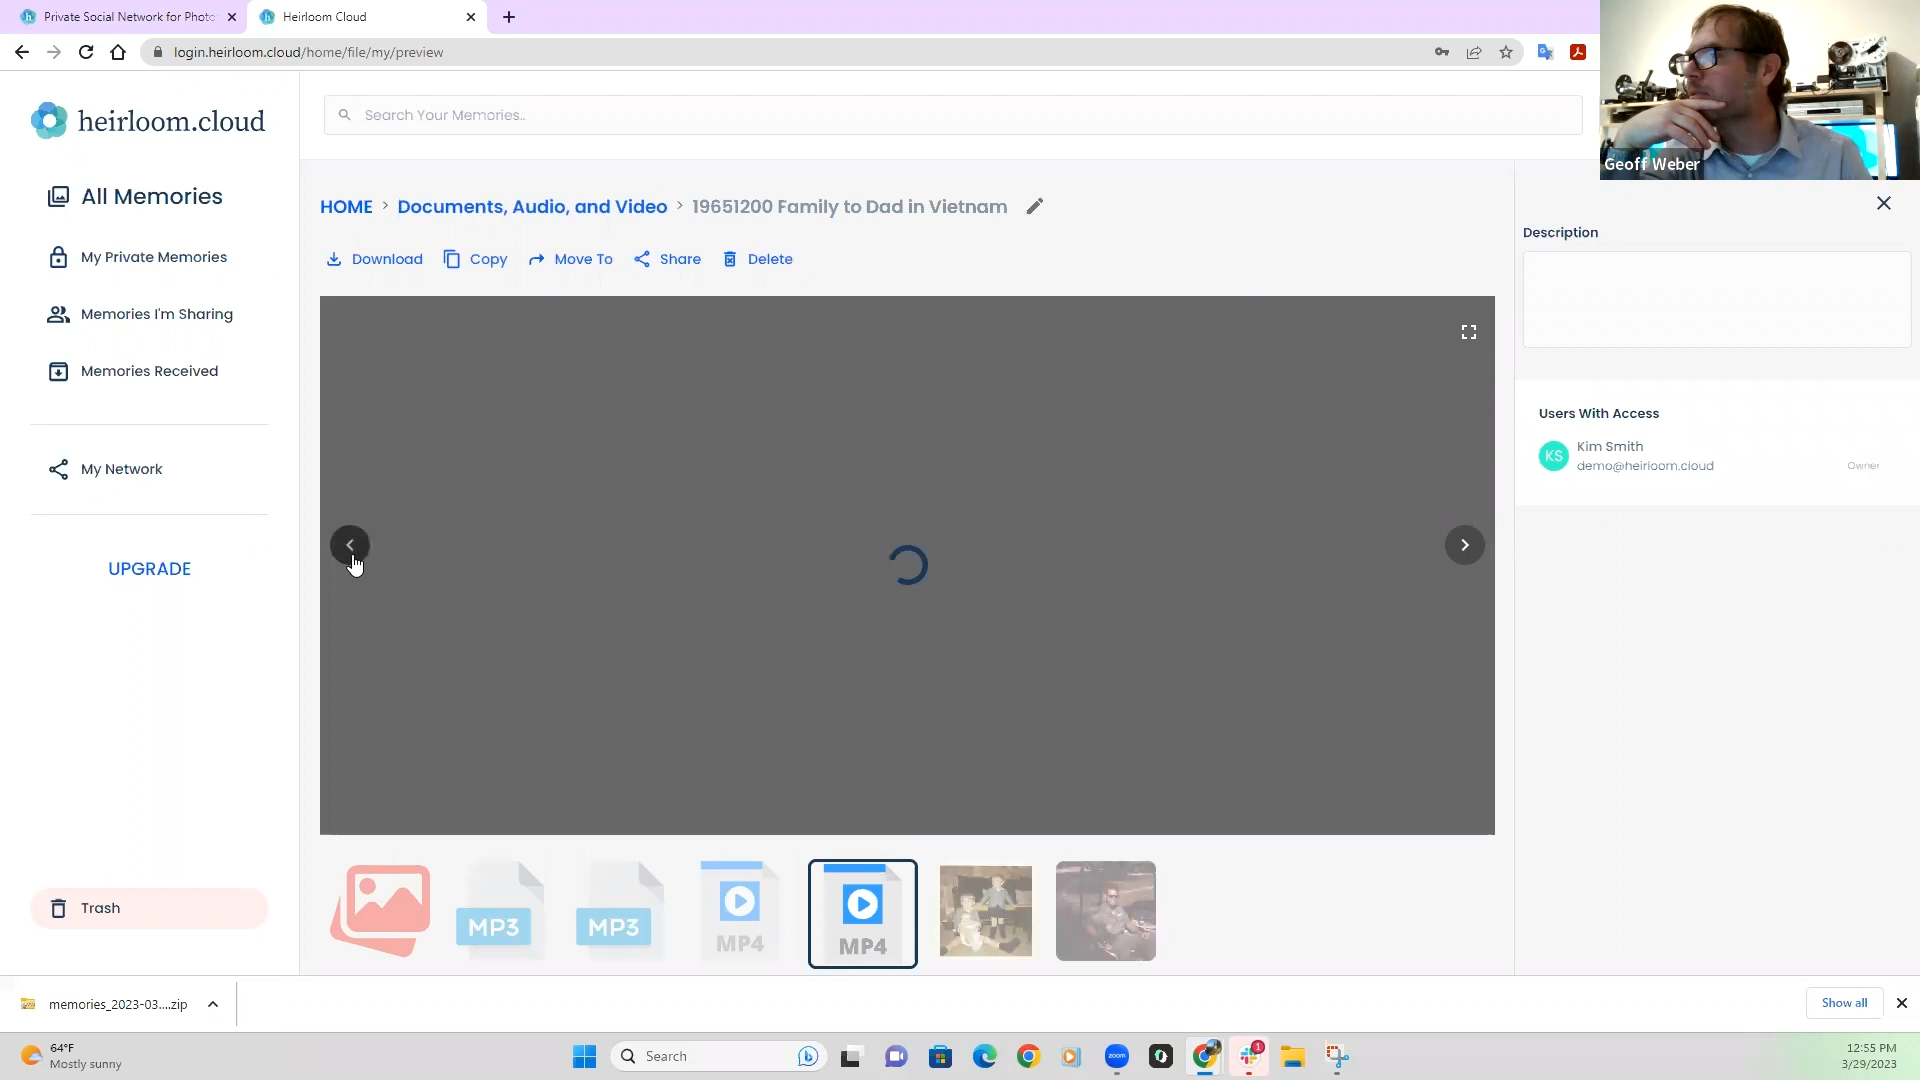 Private Social Network for Photo
Heirloom Cloud
login.heirloom.cloud/home/file/my/preview
Geoff Weber
heirloom.cloud
Search Your Memories..
All Memories
My Private Memories
Memories I'm Sharing
Memories Received
My Network
UPGRADE
Trash
HOME > Documents, Audio, and Video > 19651200 Family to Dad in Vietnam
Download Copy Move To Share Delete
Description
Users With Access
KS
Kim Smith
demo@heirloom.cloud
Owner
MP3
MP3
MP4
MP4
memories_2023-03....zip
Show all
64°F
Mostly sunny
Search
zoom
1
12:55 PM
3/29/2023